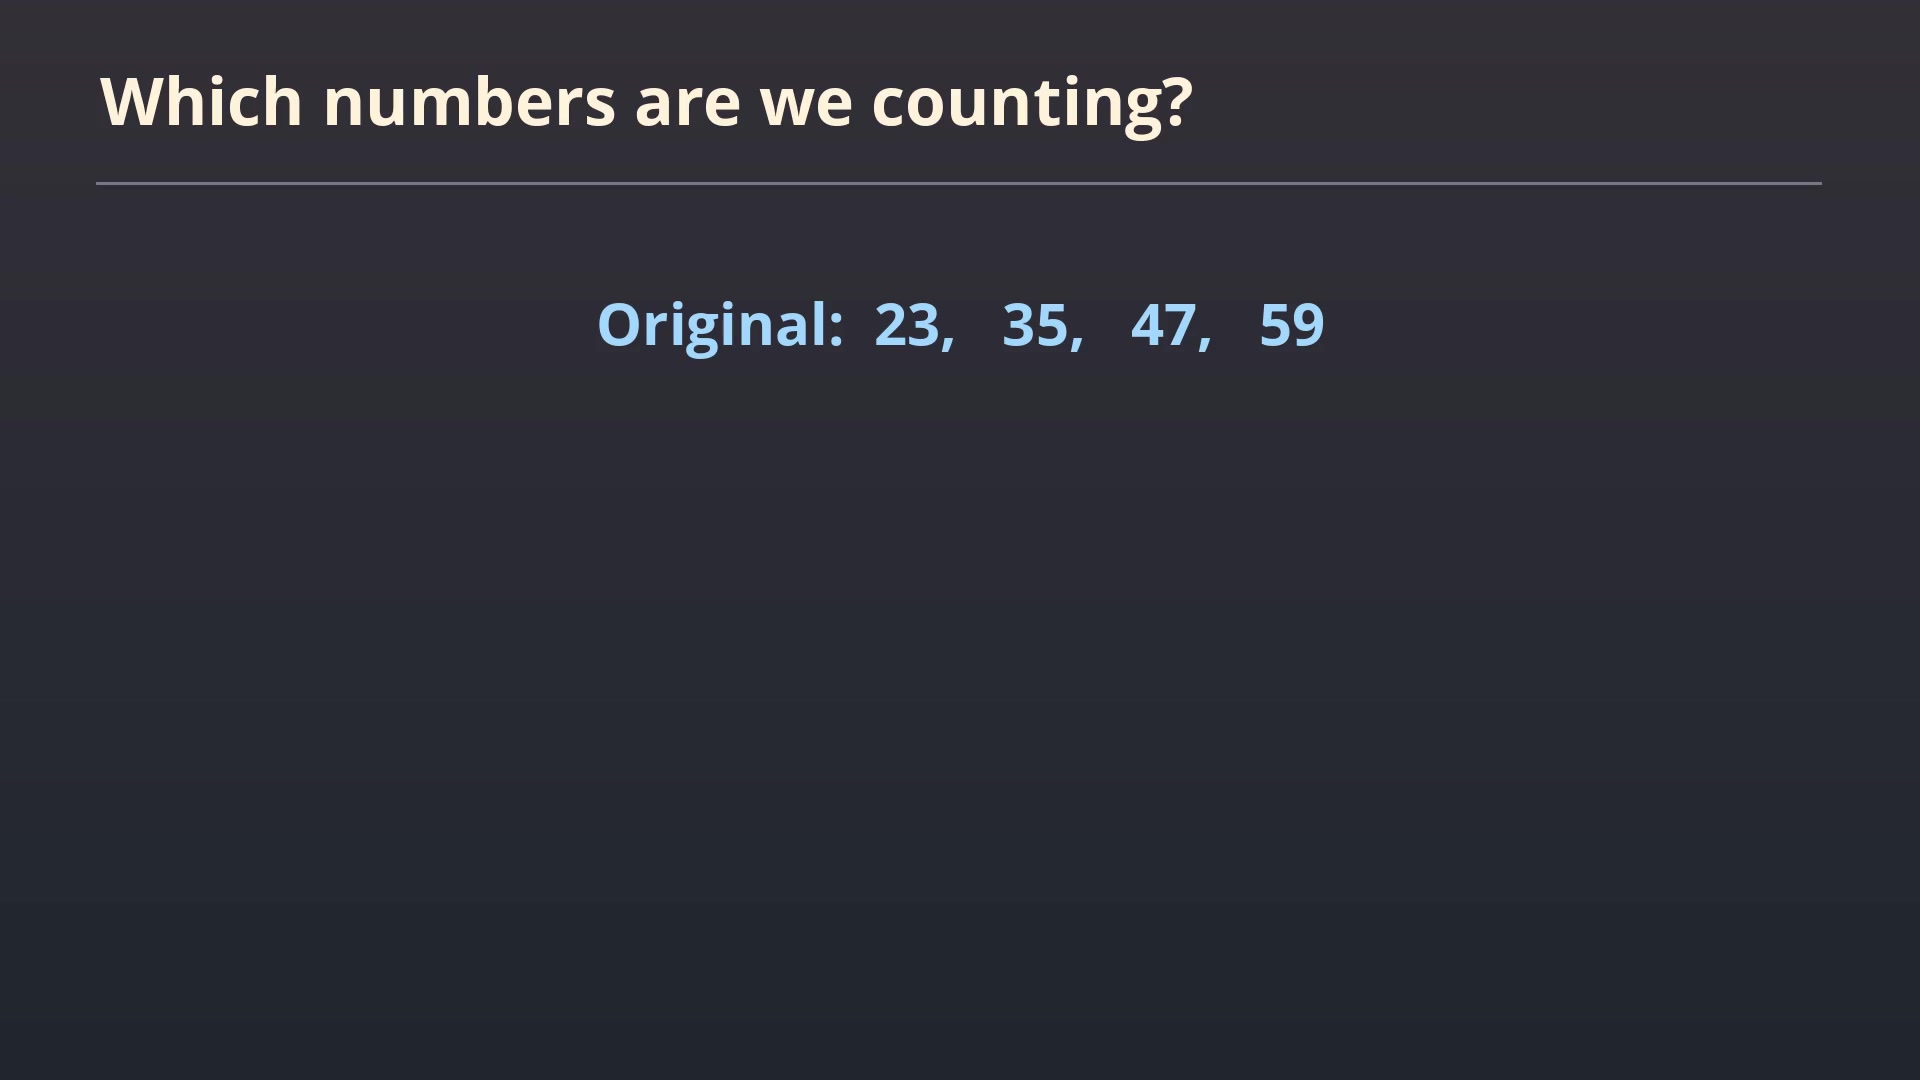 Which numbers are we counting?
Original: 23, 35, 47, 59